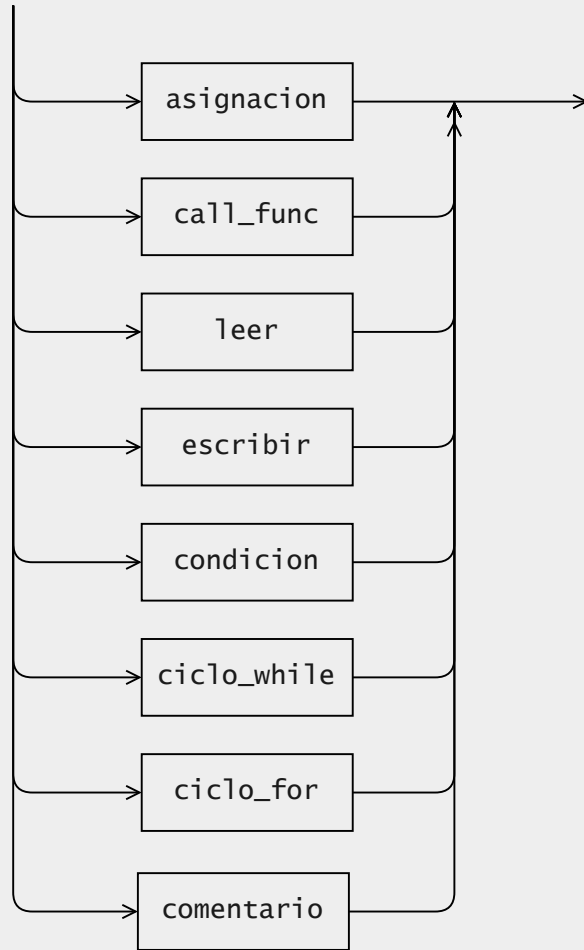 asignacion
call_func
leer
escribir
condicion
ciclo_while
ciclo_for
comentario